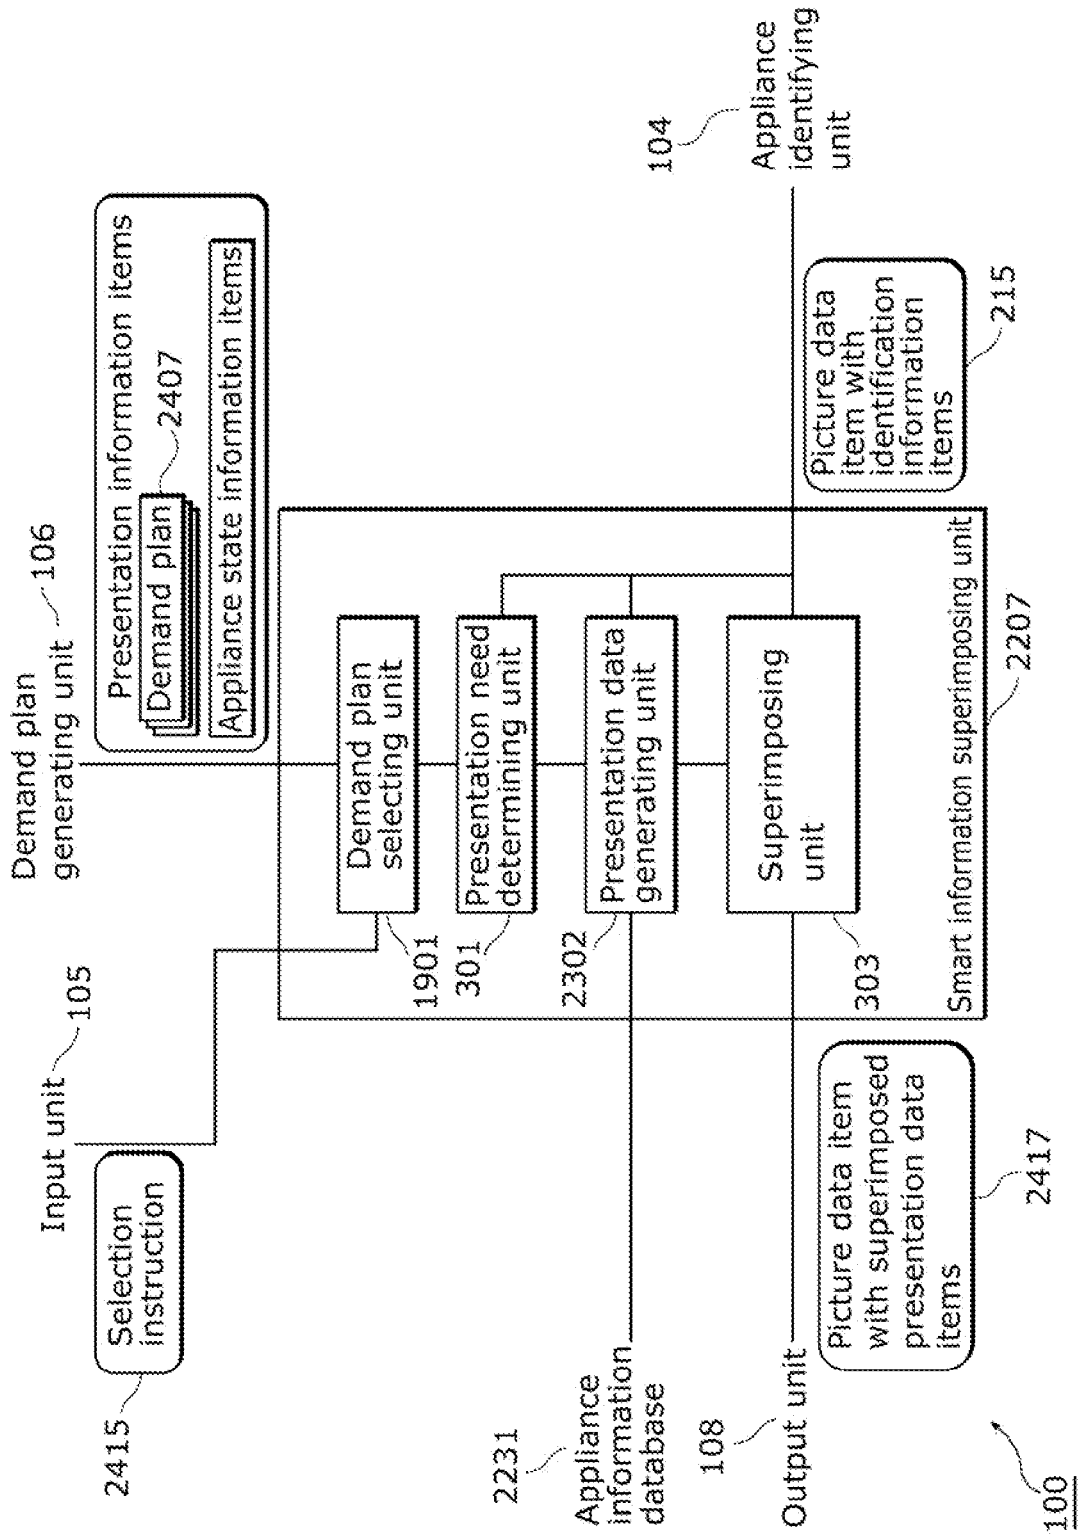 Input unit
105
Demand plan
generating unit
106
2415
Selection
instruction
Presentation information items
Demand plan
2407
Appliance state information items
Demand plan
selecting unit
1901
Presentation need
determining unit
301
2231
Appliance
information
database
Presentation data
generating unit
2302
104
Appliance
identifying
unit
108
Output unit
Superimposing
unit
303
Picture data
item with
identification
information
items
215
Picture data item
with superimposed
presentation data
items
2417
Smart information superimposing unit
2207
100